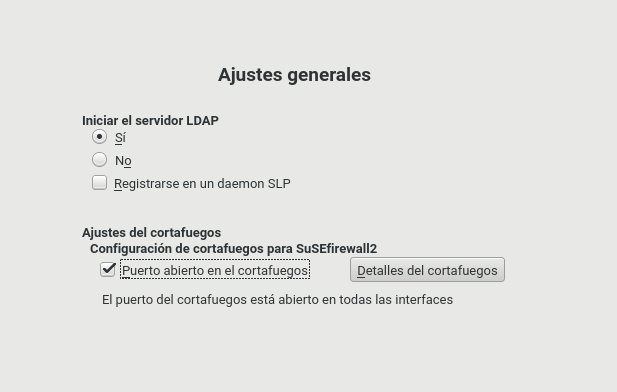 Ajustes generales
Iniciar el servidor LDAP
Sí
No
Registrarse en un daemon SLP
Ajustes del cortafuegos
Configuración de cortafuegos para SuSEfirewall2
Puerto abierto en el cortafuegos
Detalles del cortafuegos
El puerto del cortafuegos está abierto en todas las interfaces